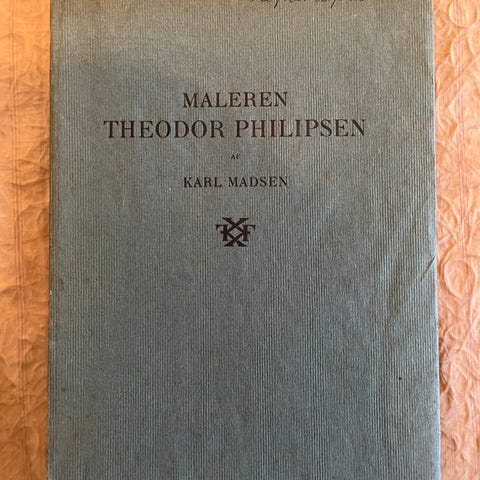 MALEREN
THEODOR PHILIPSEN
AF
KARL MADSEN